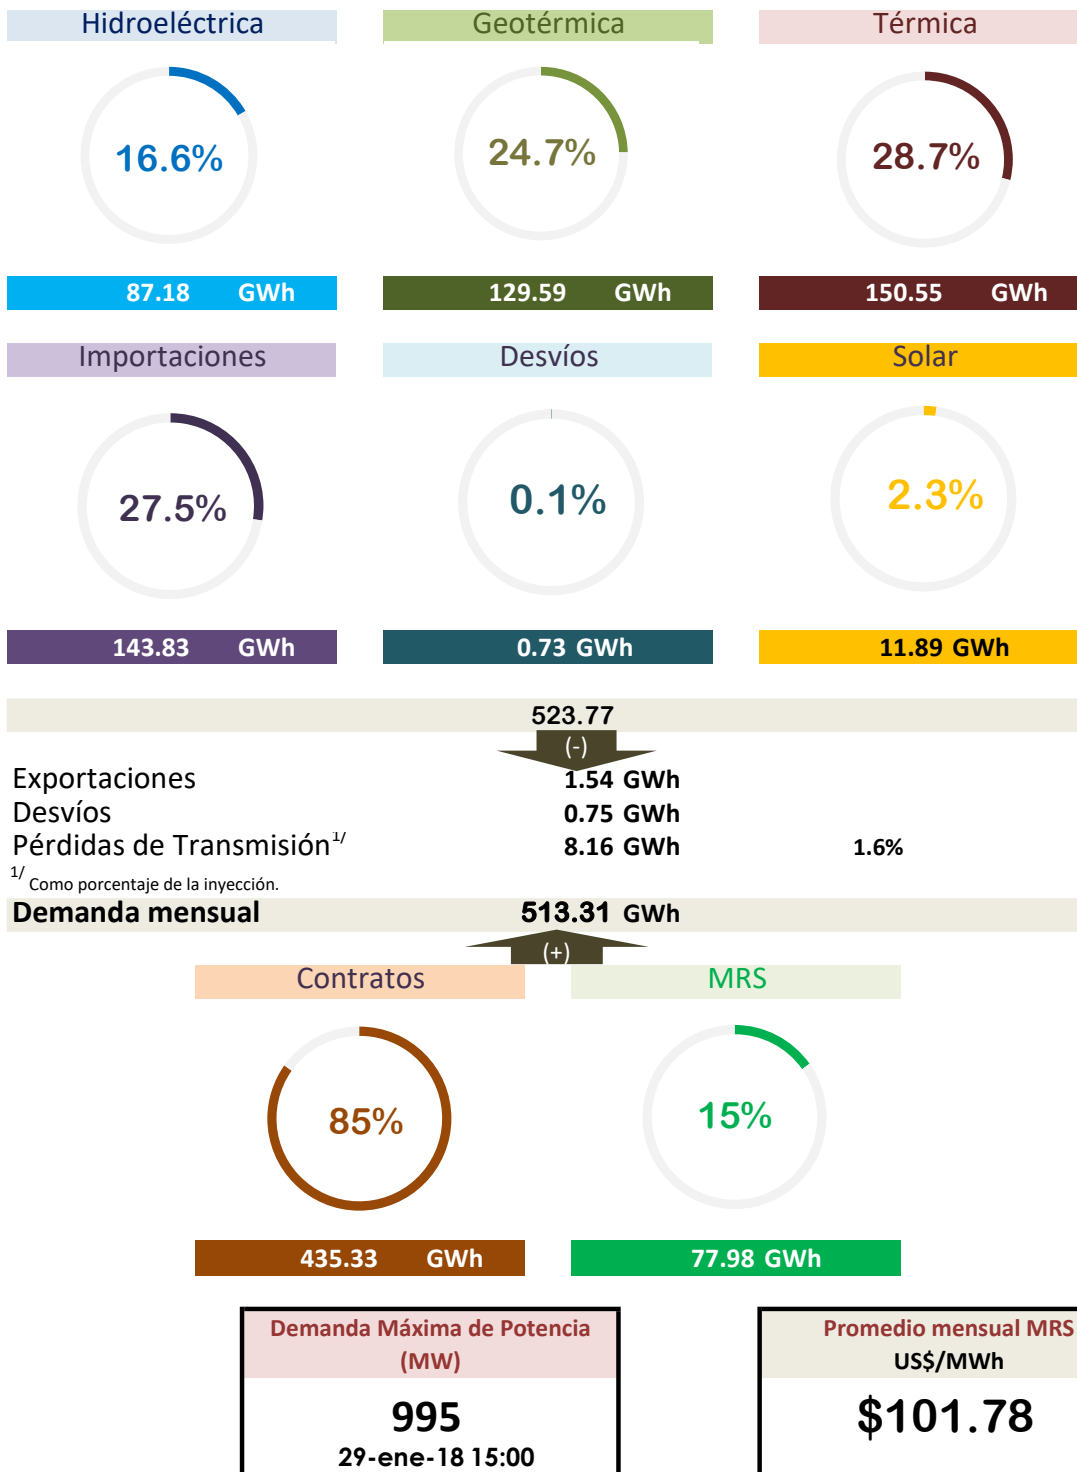 Hidroeléctrica Geotérmica Térmica
16.6% 24.7% 28.7%
87.18 GWh 129.59 GWh 150.55 GWh
Importaciones Desvíos Solar
27.5% 0.1% 2.3%
143.83 GWh 0.73 GWh 11.89 GWh
523.77
(-)
Exportaciones 1.54 GWh
Desvíos 0.75 GWh
Pérdidas de Transmisión 1/ 8.16 GWh 1.6%
1/ Como porcentaje de la inyección.
Demanda mensual 513.31 GWh
(+)
Contratos MRS
85% 15%
435.33 GWh 77.98 GWh
Demanda Máxima de Potencia Promedio mensual MRS
(MW) US$/MWh
995 $101.78
29-ene-18 15:00